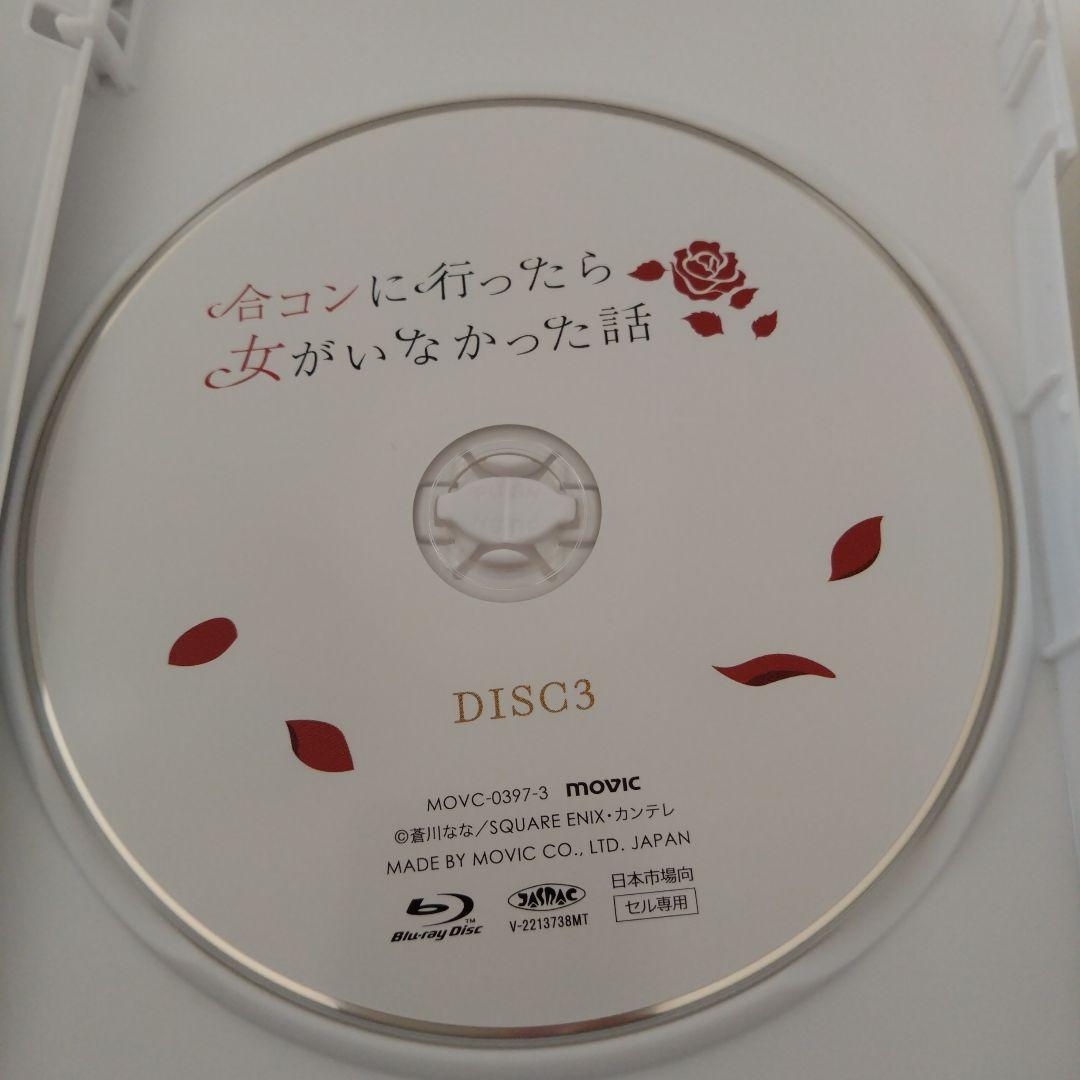 合コンに行ったら
女がいなかった話
DISC3
MOVC-0397-3 movic
©蒼川なな／SQUARE ENIX・カンテレ
MADE BY MOVIC CO., LTD. JAPAN
Blu-ray Disc™
JASRAC
V-2213738MT
日本市場向
セル専用